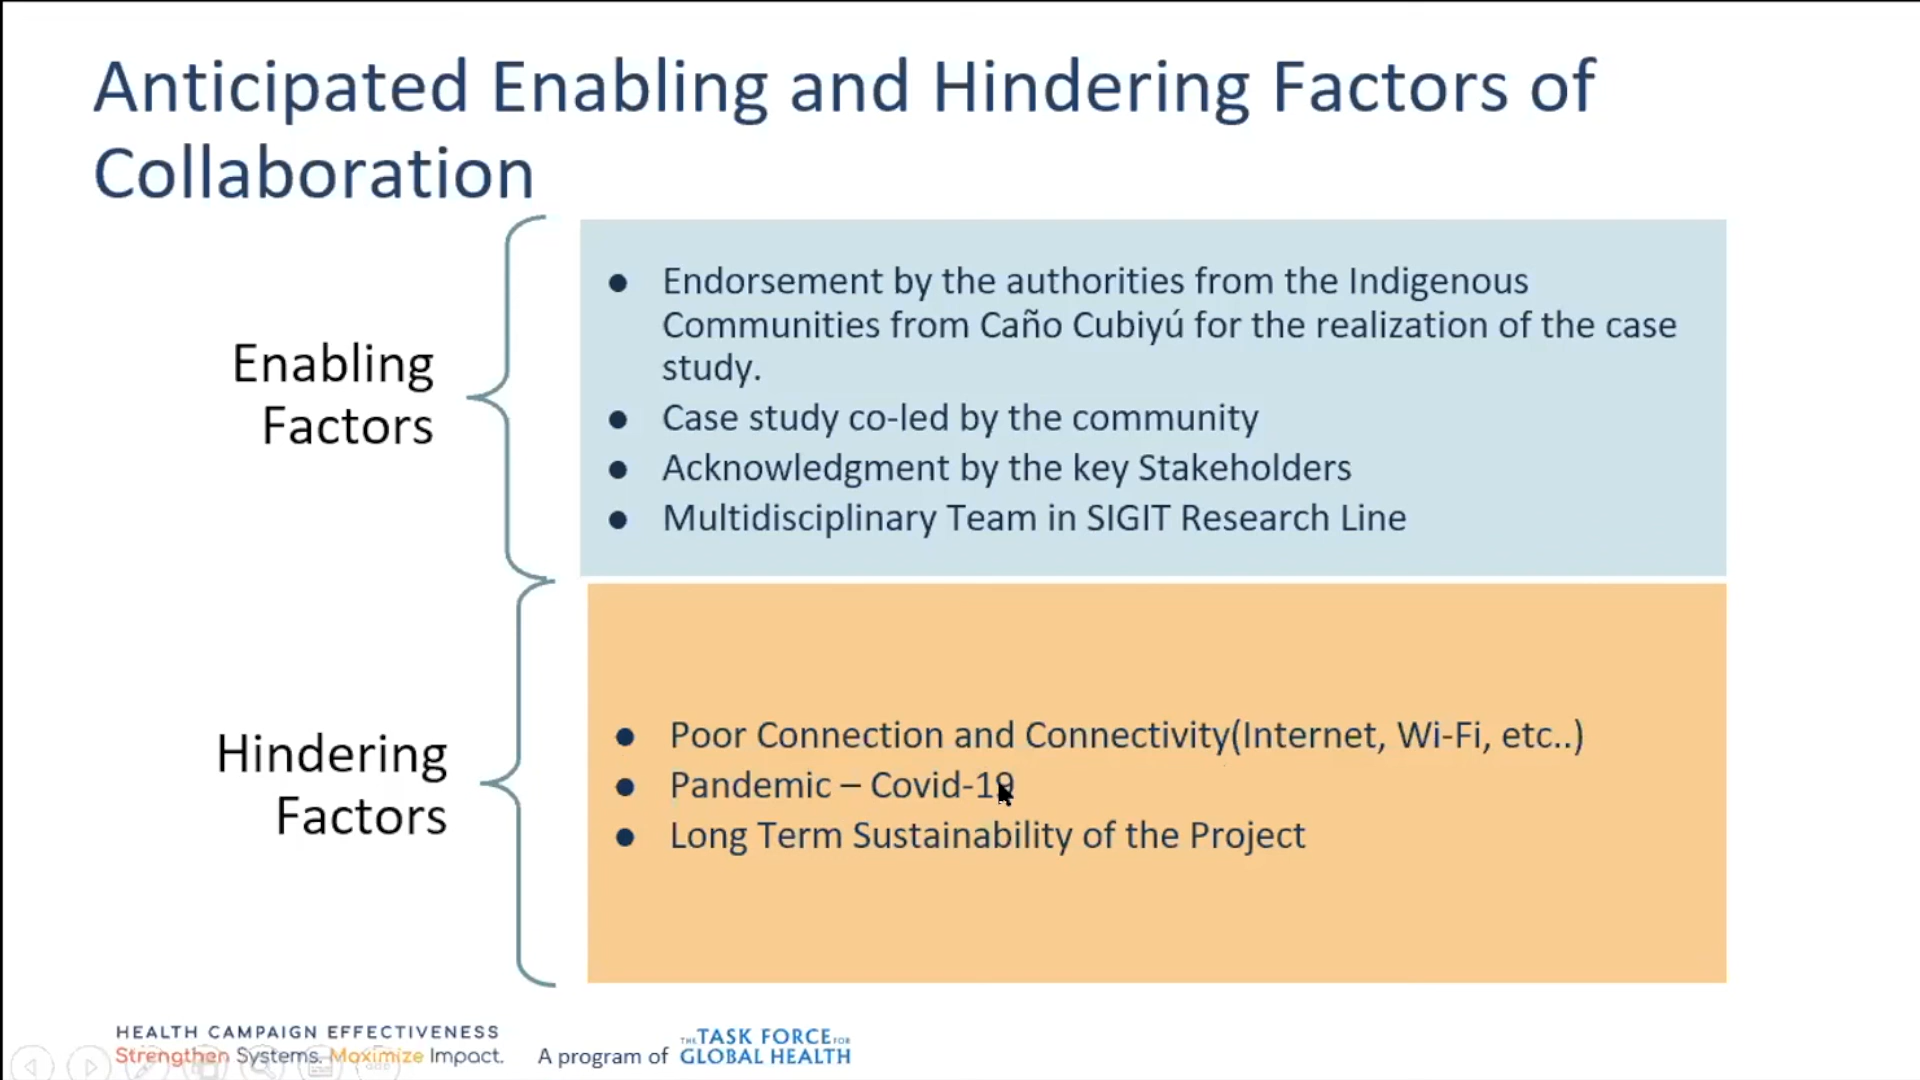 Anticipated Enabling and Hindering Factors of
Collaboration
Enabling
Factors
● Endorsement by the authorities from the Indigenous
Communities from Caño Cubiyú for the realization of the case
study.
● Case study co-led by the community
● Acknowledgment by the key Stakeholders
● Multidisciplinary Team in SIGIT Research Line
Hindering
Factors
● Poor Connection and Connectivity(Internet, Wi-Fi, etc..)
● Pandemic – Covid-19
● Long Term Sustainability of the Project
HEALTH CAMPAIGN EFFECTIVENESS
Strengthen Systems. Maximize Impact.
A program of
THE TASK FORCE FOR
GLOBAL HEALTH